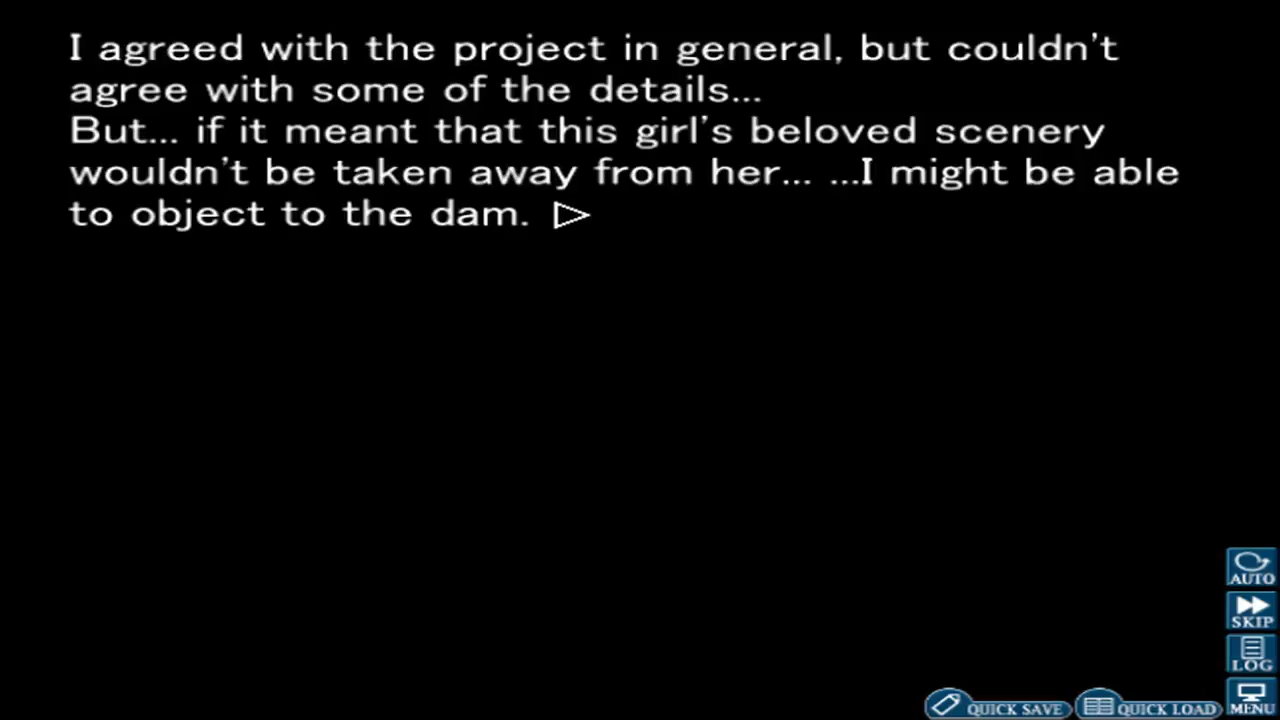 I agreed with the project in general, but couldn't
agree with some of the details...
But... if it meant that this girl's beloved scenery
wouldn't be taken away from her... ...I might be able
to object to the dam.
AUTO
SKIP
LOG
MENU
QUICK SAVE
QUICK LOAD